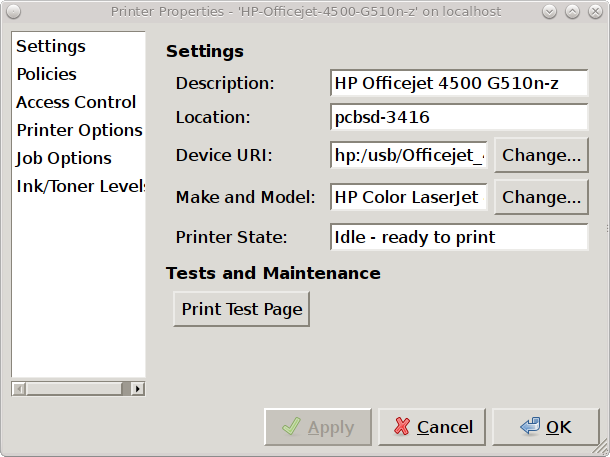 Printer Properties - 'HP-Officejet-4500-G510n-z' on localhost
Settings
Policies
Access Control
Printer Options
Job Options
Ink/Toner Levels
Settings
Description: HP Officejet 4500 G510n-z
Location: pcbsd-3416
Device URI: hp:/usb/Officejet_ Change...
Make and Model: HP Color LaserJet Change...
Printer State: Idle - ready to print
Tests and Maintenance
Print Test Page
Apply Cancel OK